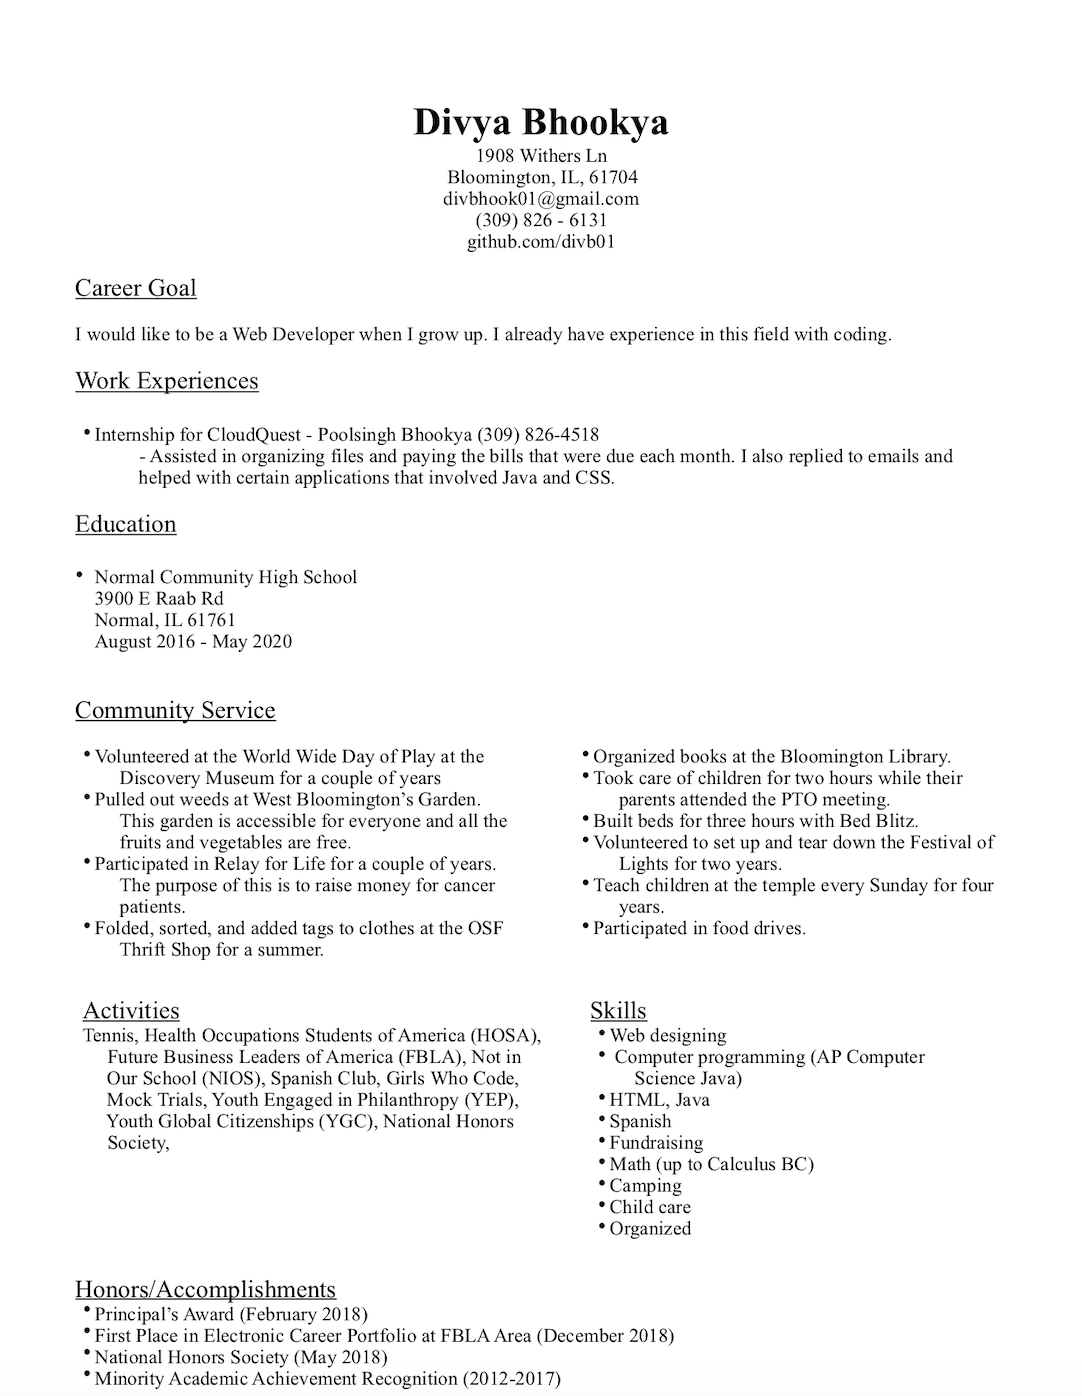 Divya Bhookya
1908 Withers Ln
Bloomington, IL, 61704
divbhook01@gmail.com
(309) 826 - 6131
github.com/divb01
Career Goal
I would like to be a Web Developer when I grow up. I already have experience in this field with coding.
Work Experiences
• Internship for CloudQuest - Poolsingh Bhookya (309) 826-4518
- Assisted in organizing files and paying the bills that were due each month. I also replied to emails and
helped with certain applications that involved Java and CSS.
Education
• Normal Community High School
3900 E Raab Rd
Normal, IL 61761
August 2016 - May 2020
Community Service
• Volunteered at the World Wide Day of Play at the
Discovery Museum for a couple of years
• Pulled out weeds at West Bloomington’s Garden.
This garden is accessible for everyone and all the
fruits and vegetables are free.
• Participated in Relay for Life for a couple of years.
The purpose of this is to raise money for cancer
patients.
• Folded, sorted, and added tags to clothes at the OSF
Thrift Shop for a summer.
• Organized books at the Bloomington Library.
• Took care of children for two hours while their
parents attended the PTO meeting.
• Built beds for three hours with Bed Blitz.
• Volunteered to set up and tear down the Festival of
Lights for two years.
• Teach children at the temple every Sunday for four
years.
• Participated in food drives.
Activities
Tennis, Health Occupations Students of America (HOSA),
Future Business Leaders of America (FBLA), Not in
Our School (NIOS), Spanish Club, Girls Who Code,
Mock Trials, Youth Engaged in Philanthropy (YEP),
Youth Global Citizenships (YGC), National Honors
Society,
Skills
• Web designing
• Computer programming (AP Computer
Science Java)
• HTML, Java
• Spanish
• Fundraising
• Math (up to Calculus BC)
• Camping
• Child care
• Organized
Honors/Accomplishments
• Principal’s Award (February 2018)
• First Place in Electronic Career Portfolio at FBLA Area (December 2018)
• National Honors Society (May 2018)
• Minority Academic Achievement Recognition (2012-2017)